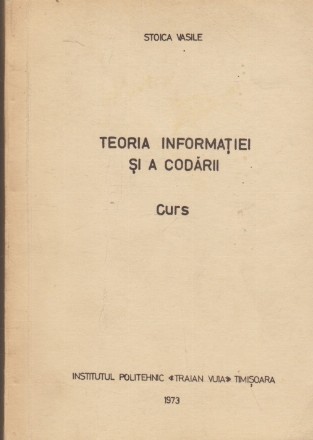 STOICA VASILE
TEORIA INFORMAȚIEI
ȘI A CODĂRII
Curs
INSTITUTUL POLITEHNIC «TRAIAN VUIA» TIMIȘOARA
1973